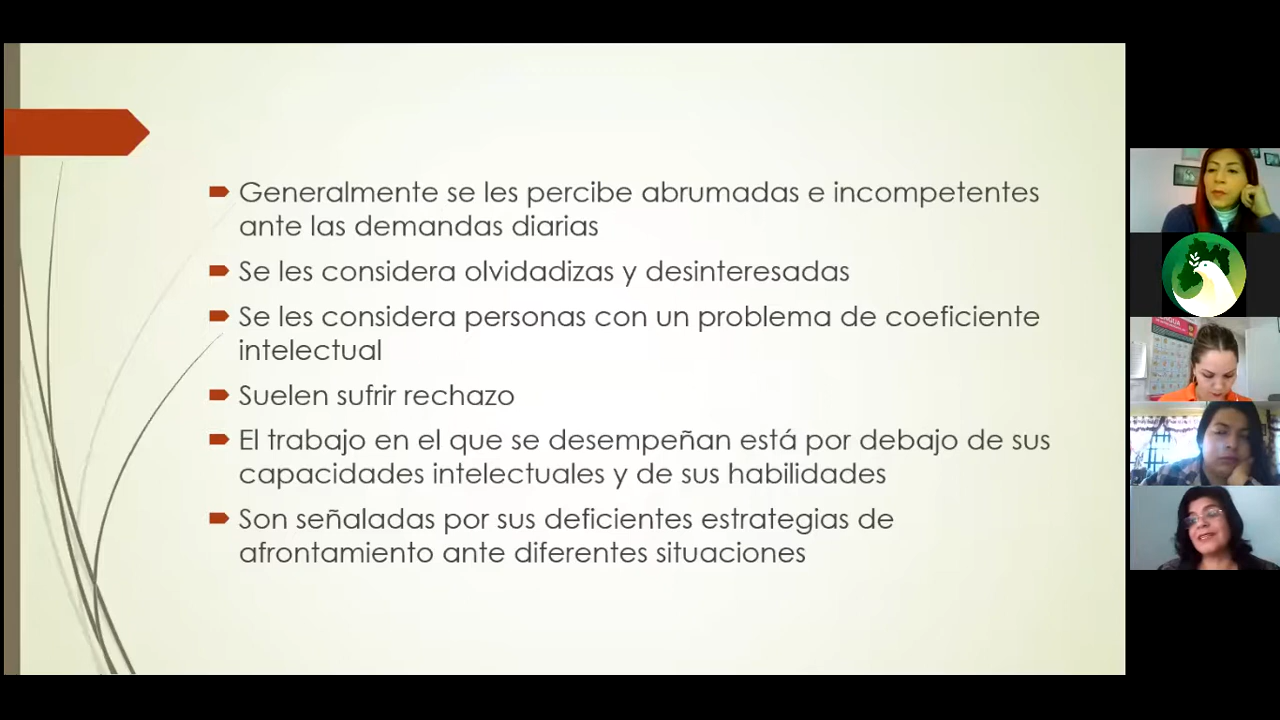 Generalmente se les percibe abrumadas e incompetentes
ante las demandas diarias
Se les considera olvidadizas y desinteresadas
Se les considera personas con un problema de coeficiente
intelectual
Suelen sufrir rechazo
El trabajo en el que se desempeñan está por debajo de sus
capacidades intelectuales y de sus habilidades
Son señaladas por sus deficientes estrategias de
afrontamiento ante diferentes situaciones